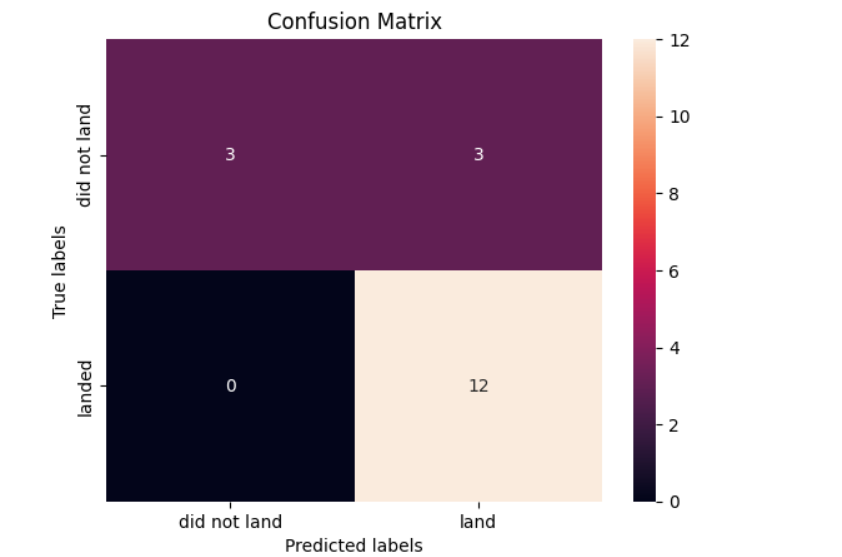 Confusion Matrix
did not land
landed
True labels
3
3
0
12
did not land
land
Predicted labels
12
10
8
6
4
2
0